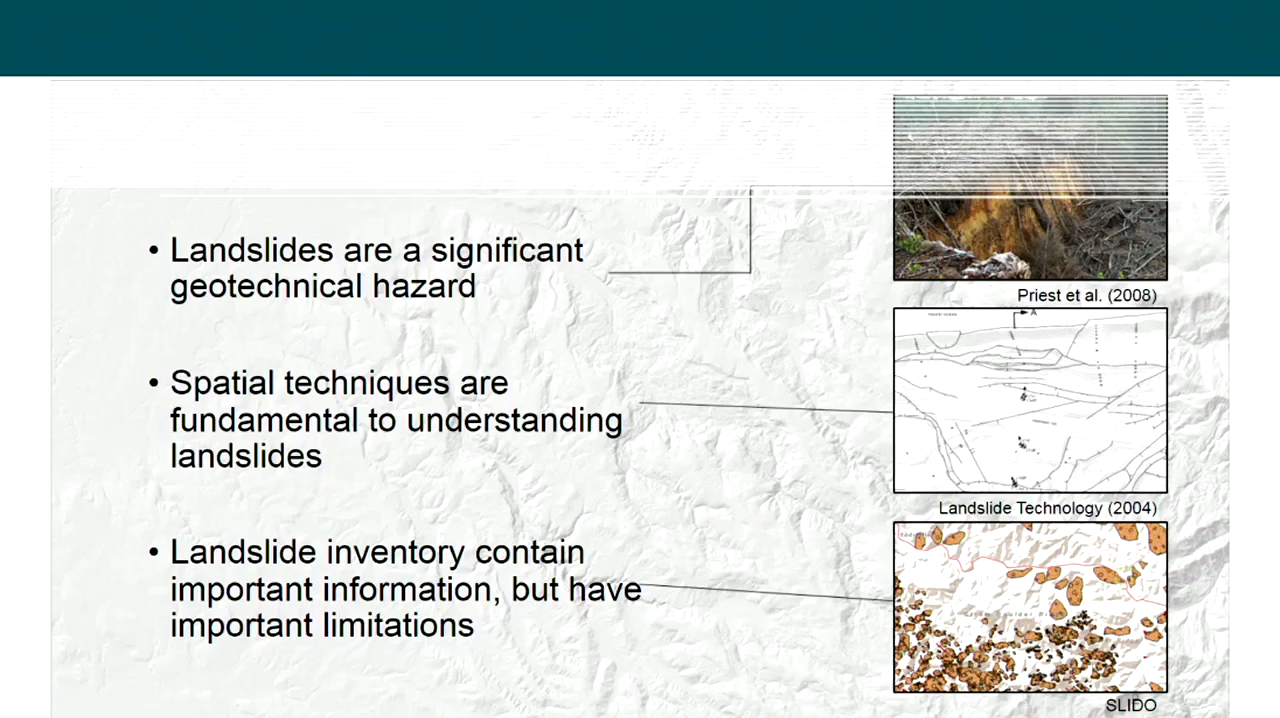 • Landslides are a significant
geotechnical hazard
• Spatial techniques are
fundamental to understanding
landslides
• Landslide inventory contain
important information, but have
important limitations
Priest et al. (2008)
A
Landslide Technology (2004)
SLIDO